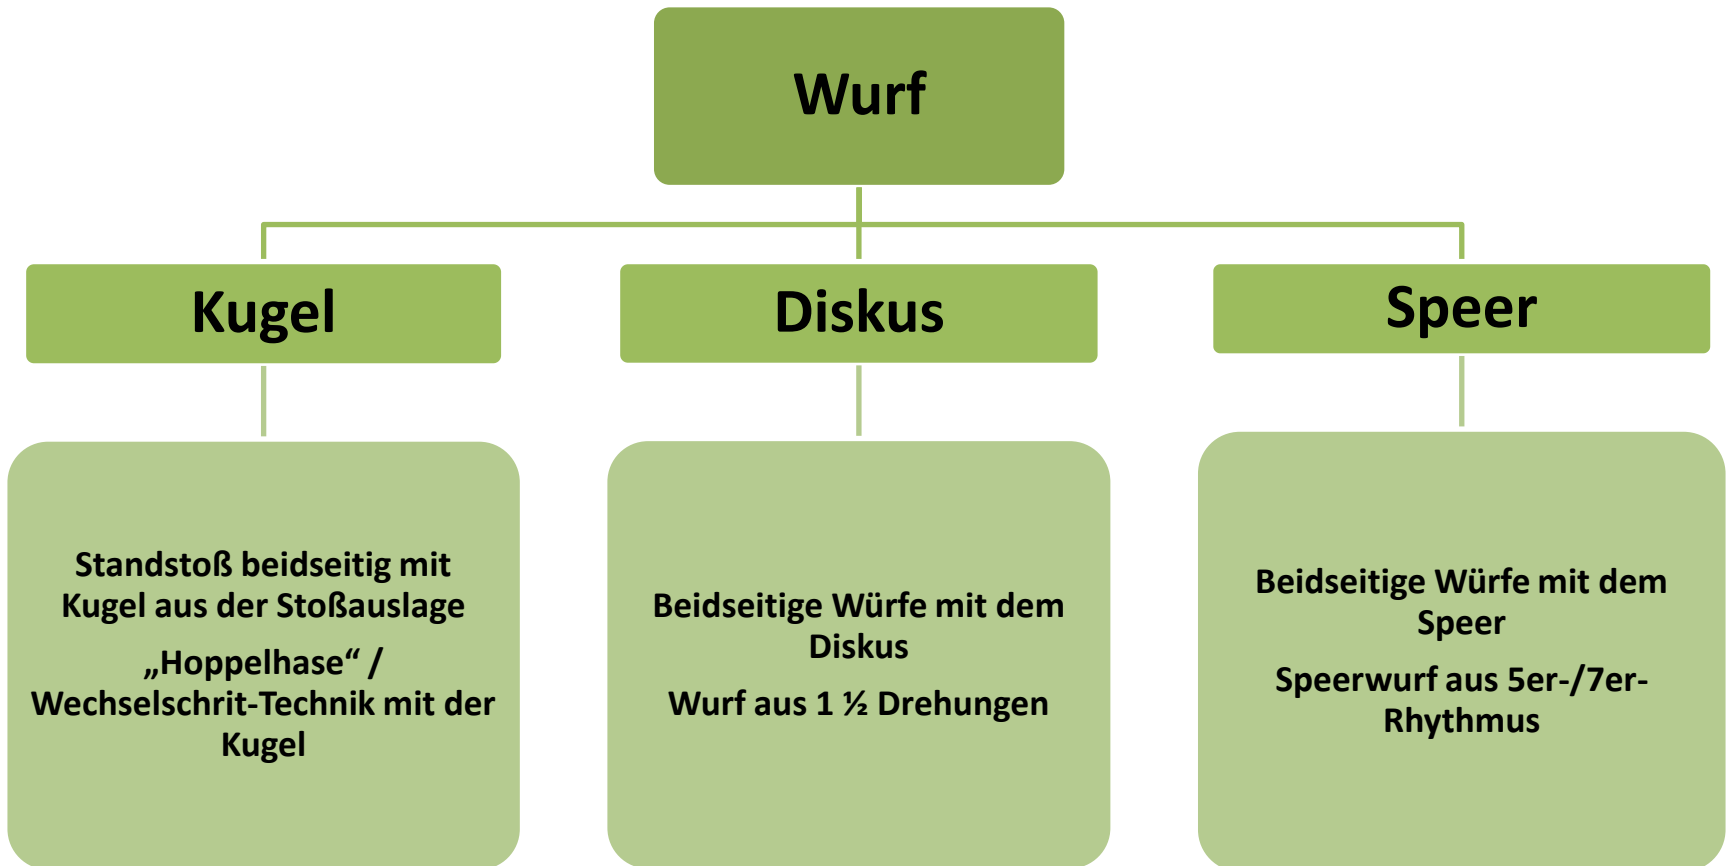 Wurf
Kugel
Diskus
Speer
Standstoß beidseitig mit
Kugel aus der Stoßauslage
„Hoppelhase“ /
Wechselschrit-Technik mit der
Kugel
Beidseitige Würfe mit dem
Diskus
Wurf aus 1 ½ Drehungen
Beidseitige Würfe mit dem
Speer
Speerwurf aus 5er-/7er-
Rhythmus